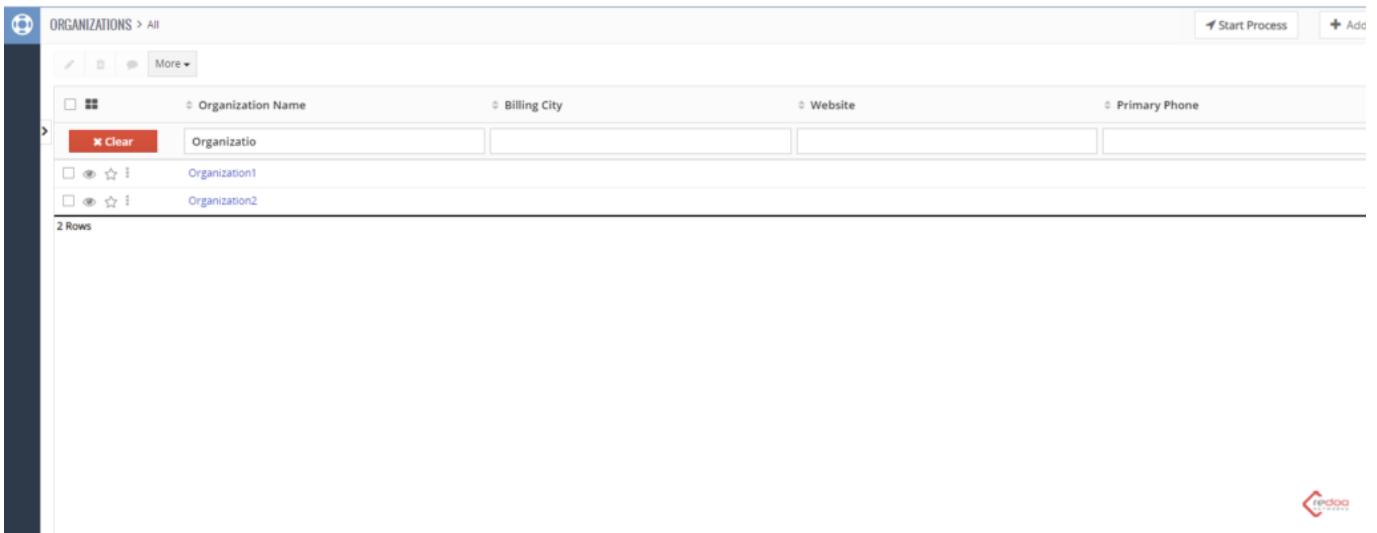 ORGANIZATIONS > All
Start Process
Add
More
Organization Name Billing City Website Primary Phone
Clear Organizatio
Organization1
Organization2
2 Rows
redoo
NETWORKS